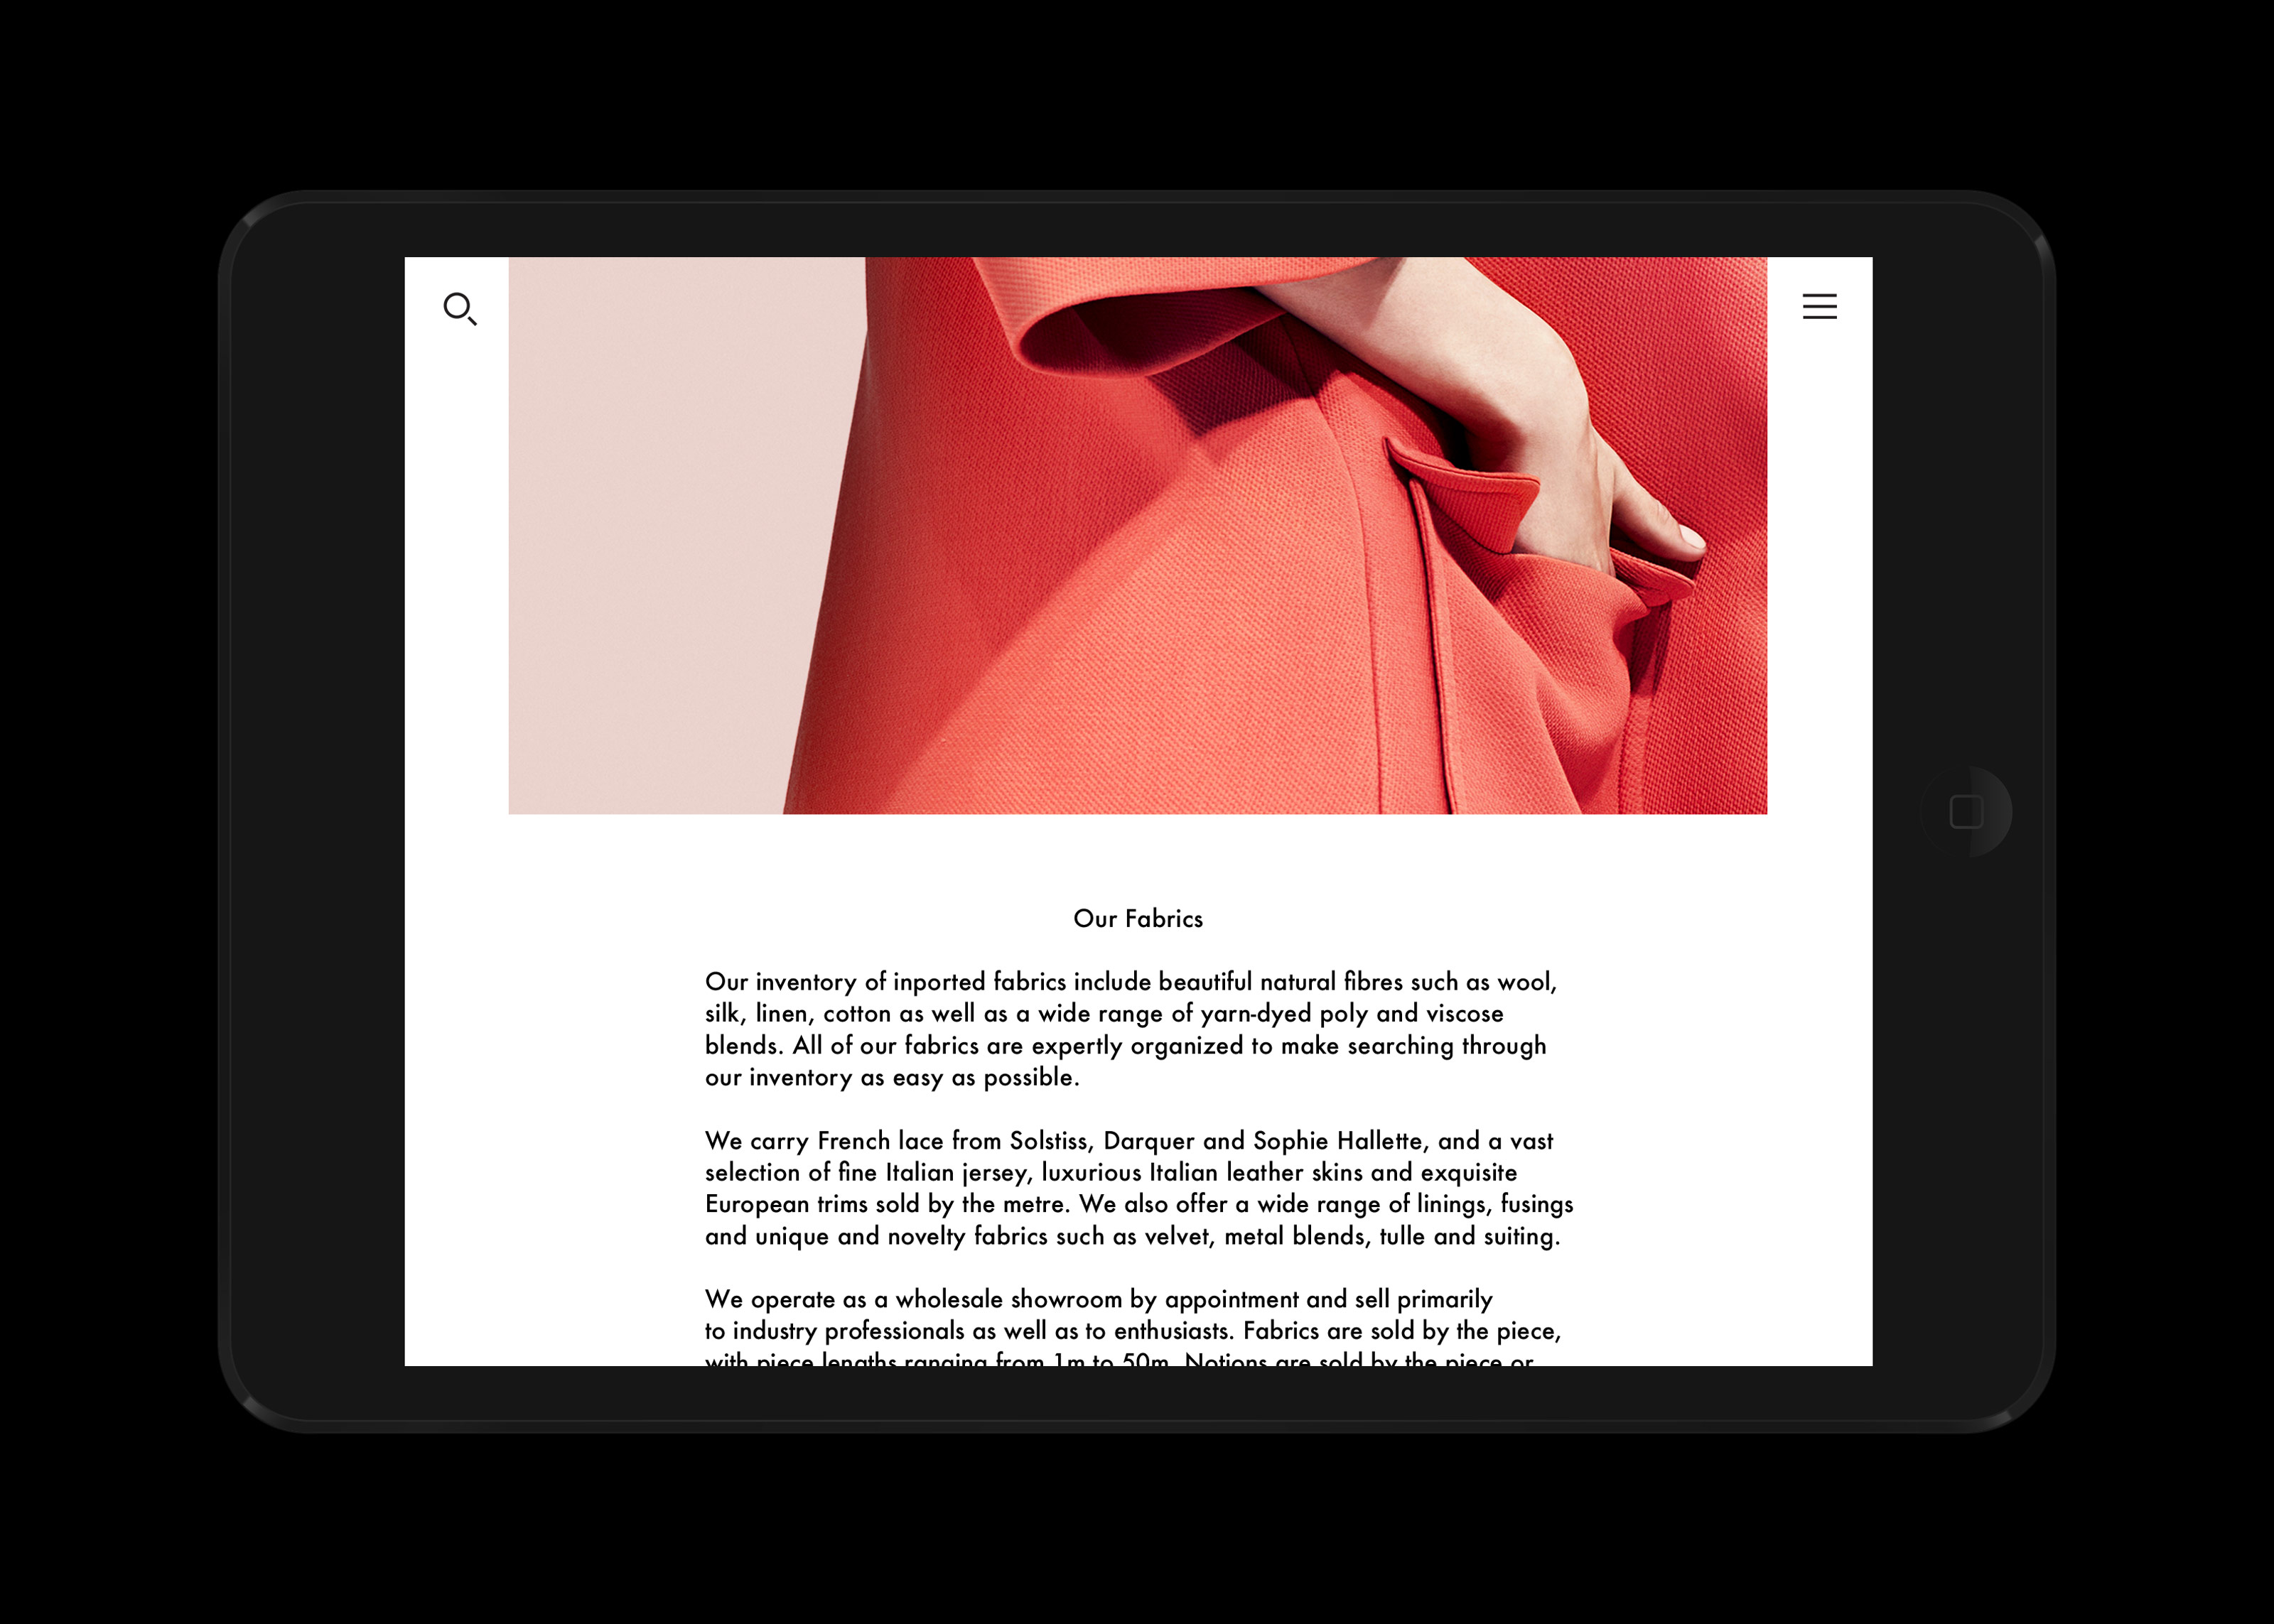 Our Fabrics
Our inventory of inported fabrics include beautiful natural fibres such as wool,
silk, linen, cotton as well as a wide range of yarn-dyed poly and viscose
blends. All of our fabrics are expertly organized to make searching through
our inventory as easy as possible.
We carry French lace from Solstiss, Darquer and Sophie Hallette, and a vast
selection of fine Italian jersey, luxurious Italian leather skins and exquisite
European trims sold by the metre. We also offer a wide range of linings, fusings
and unique and novelty fabrics such as velvet, metal blends, tulle and suiting.
We operate as a wholesale showroom by appointment and sell primarily
to industry professionals as well as to enthusiasts. Fabrics are sold by the piece,
with piece lengths ranging from 1m to 50m. Notions are sold by the piece or